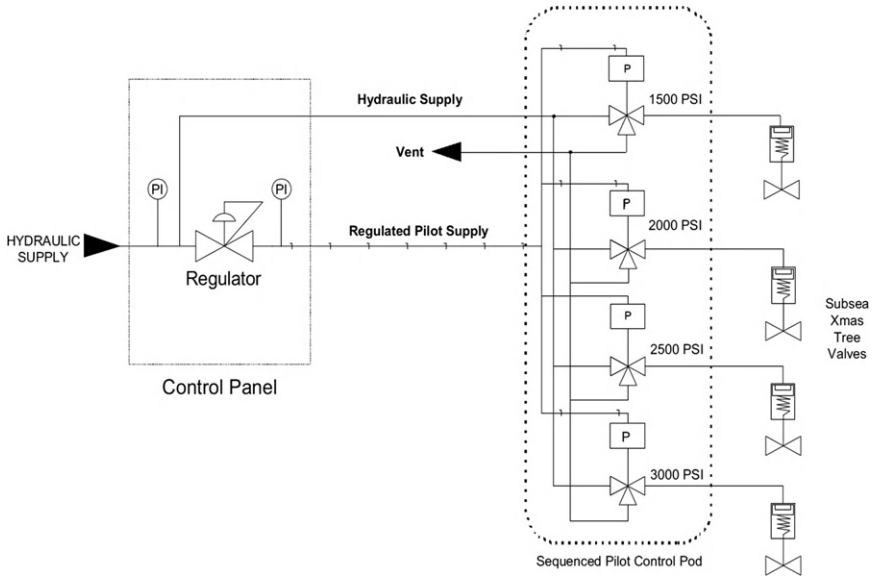 P
1500 PSI
Hydraulic Supply
Vent
PI
PI
P
HYDRAULIC
SUPPLY
Regulated Pilot Supply
2000 PSI
Regulator
Subsea
Xmas
Tree
Valves
P
2500 PSI
Control Panel
P
3000 PSI
Sequenced Pilot Control Pod